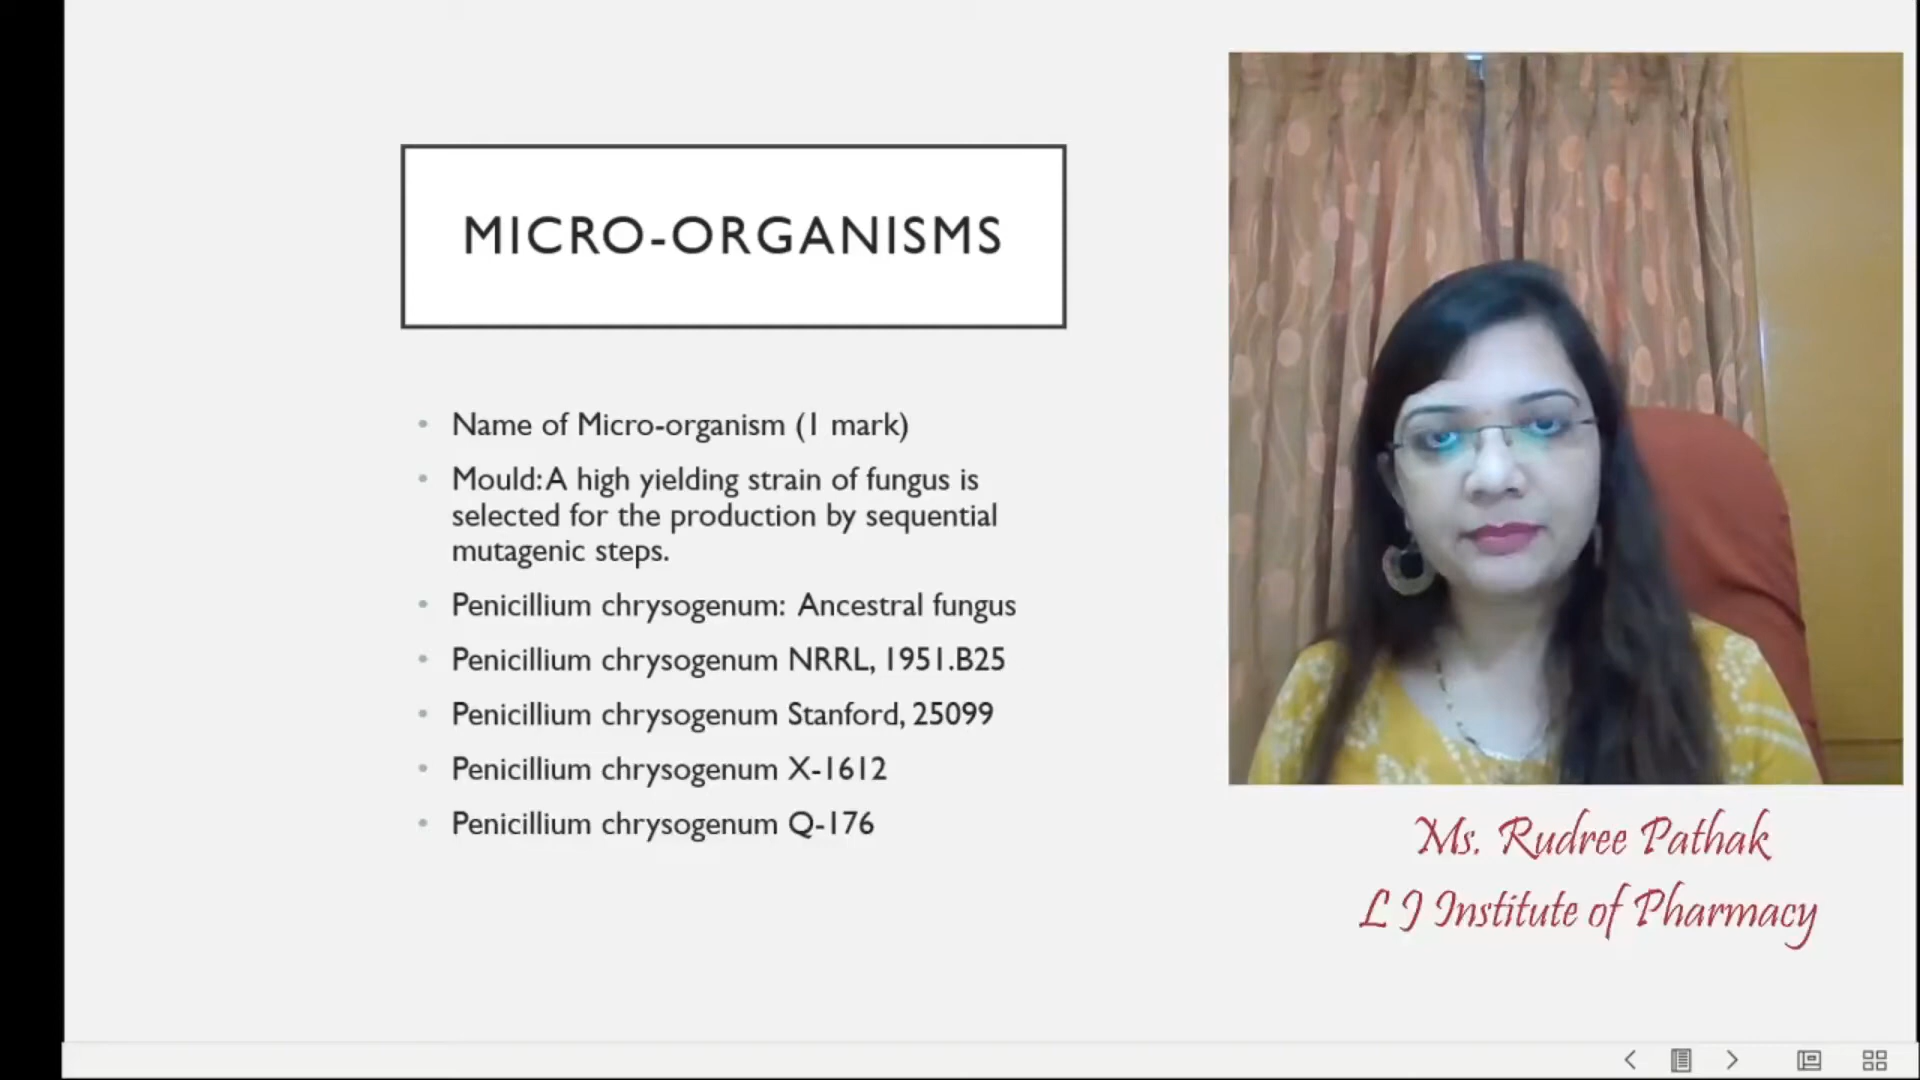 MICRO-ORGANISMS
• Name of Micro-organism (1 mark)
• Mould: A high yielding strain of fungus is
selected for the production by sequential
mutagenic steps.
• Penicillium chrysogenum: Ancestral fungus
• Penicillium chrysogenum NRRL, 1951.B25
• Penicillium chrysogenum Stanford, 25099
• Penicillium chrysogenum X-1612
• Penicillium chrysogenum Q-176
Ms. Rudree Pathak
L J Institute of Pharmacy